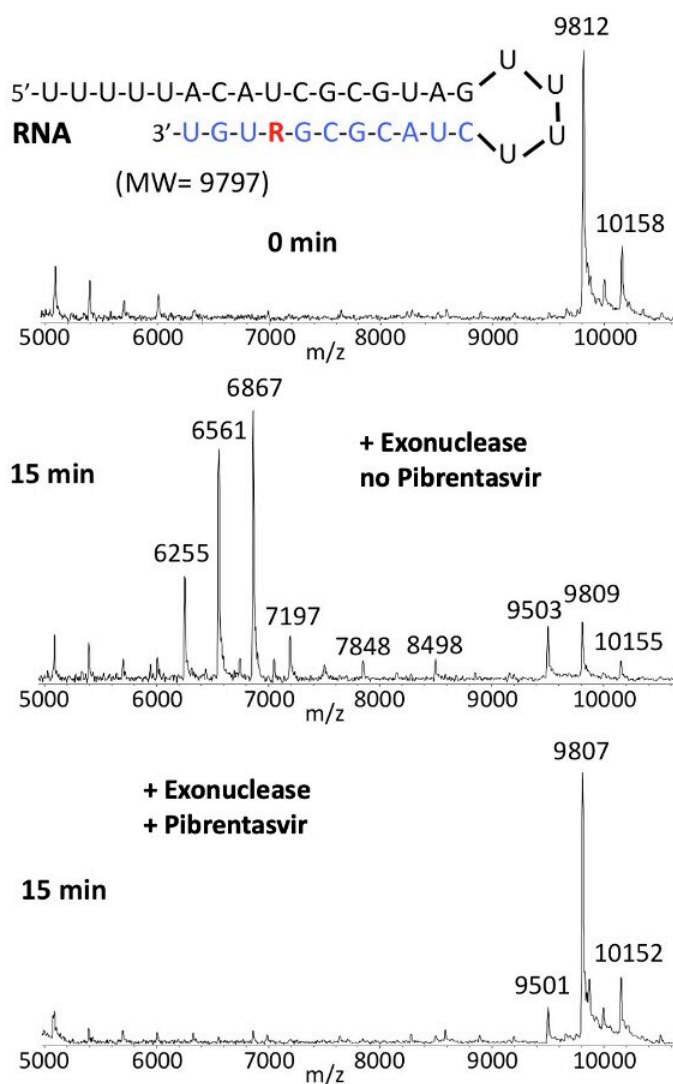 9812
U
5’-U-U-U-U-U-A-C-A-U-C-G-C-G-U-A-G U
RNA 3’-U-G-U-R-G-C-G-C-A-U-C U
U
(MW= 9797)
10158
0 min
5000 6000 7000 8000 9000 10000
m/z
6867
6561
+ Exonuclease
no Pibrentasvir
15 min
6255
7197
7848
8498
9503
9809
10155
5000 6000 7000 8000 9000 10000
m/z
9807
+ Exonuclease
+ Pibrentasvir
15 min
10152
9501
5000 6000 7000 8000 9000 10000
m/z